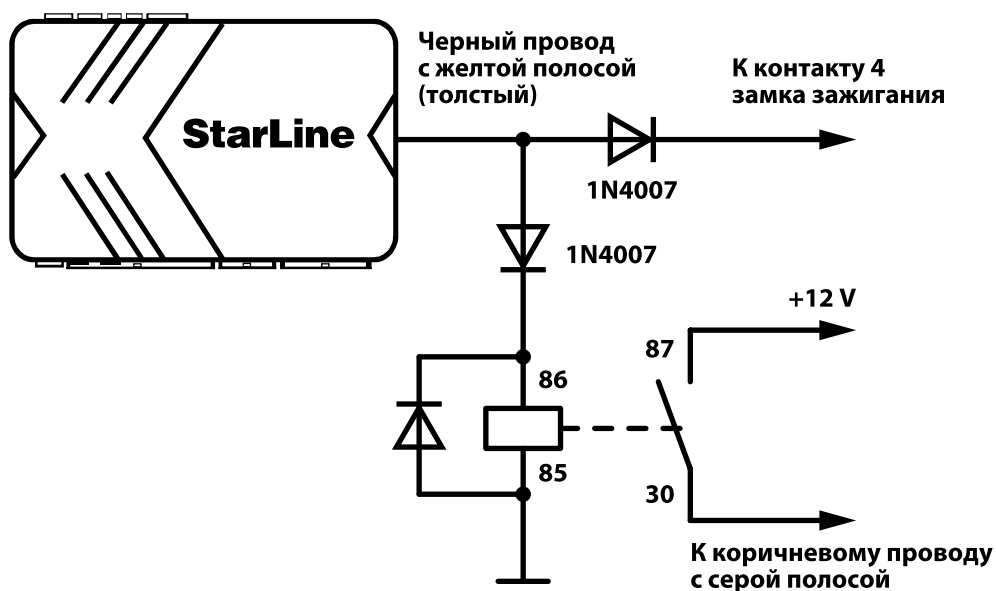 Черный провод
с желтой полосой
(толстый)
К контакту 4
замка зажигания
StarLine
1N4007
1N4007
+12 V
87
86
85
30
К коричневому проводу
с серой полосой